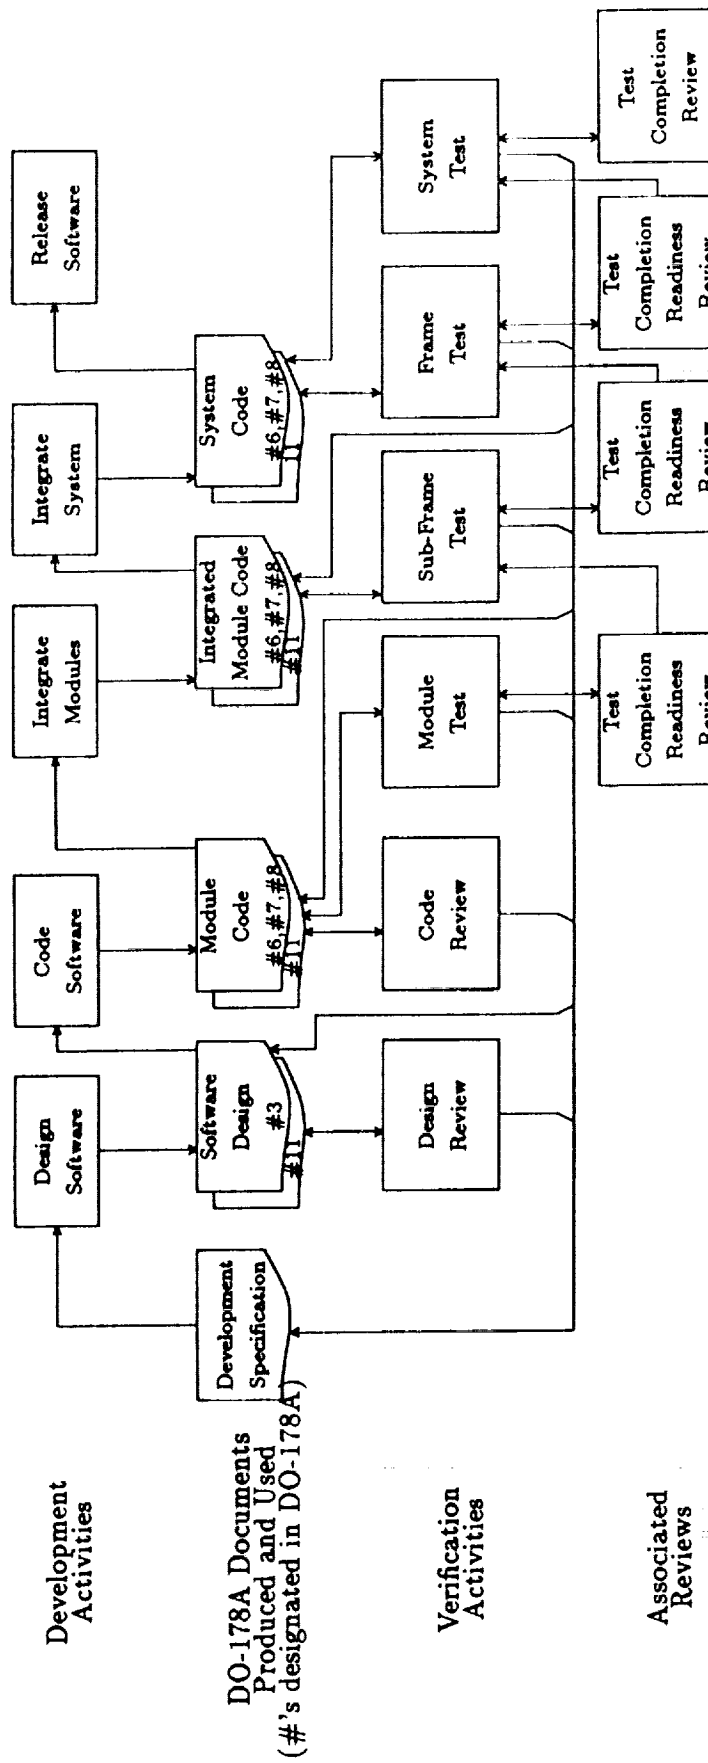 Development
Activities
Design
Software
Code
Software
Integrate
Modules
Integrate
System
Release
Software
DO-178A Documents
Produced and Used
(#'s designated in DO-178A)
Development
Specification
Software
Design
#3
#11
Module
Code
#6,#7,#8
#11
Integrated
Module Code
#6,#7,#8
#11
System
Code
#6,#7,#8
#11
Verification
Activities
Design
Review
Code
Review
Module
Test
Sub-Frame
Test
Frame
Test
System
Test
Associated
Reviews
Test
Completion
Readiness
Review
Test
Completion
Readiness
Review
Test
Completion
Readiness
Review
Test
Completion
Review